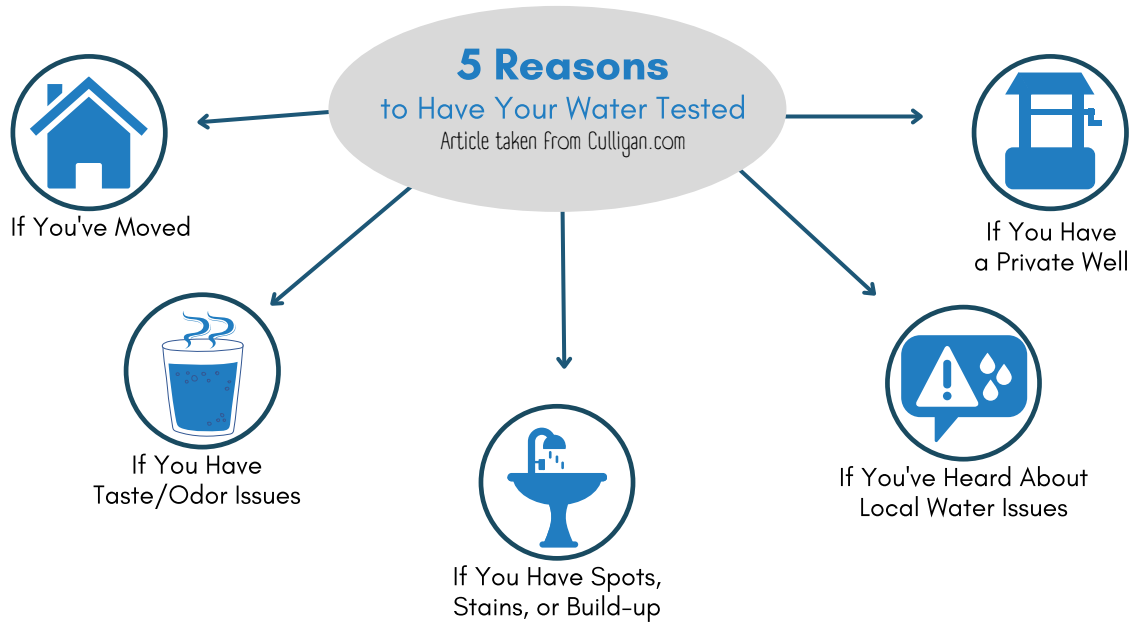 5 Reasons
to Have Your Water Tested
Article taken from Culligan.com
If You've Moved
If You Have
a Private Well
If You Have
Taste/Odor Issues
If You've Heard About
Local Water Issues
If You Have Spots,
Stains, or Build-up